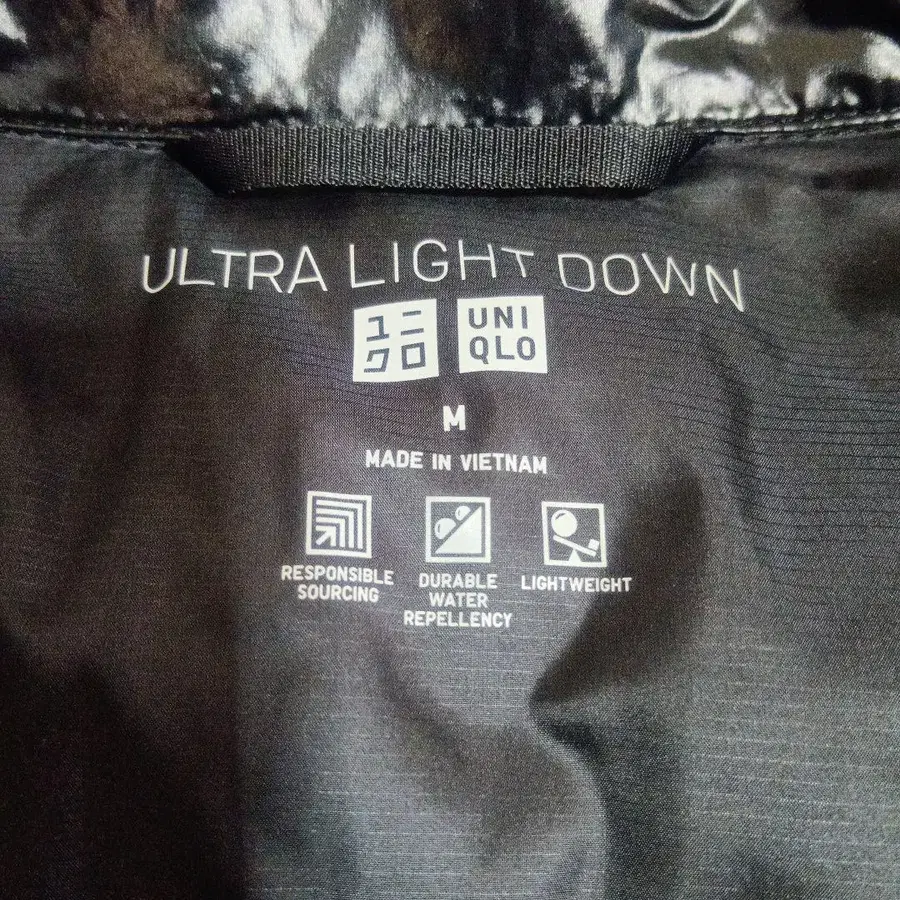 ULTRA LIGHT DOWN
ユニ
クロ
UNI
QLO
M
MADE IN VIETNAM
RESPONSIBLE
SOURCING
DURABLE
WATER
REPELLENCY
LIGHTWEIGHT